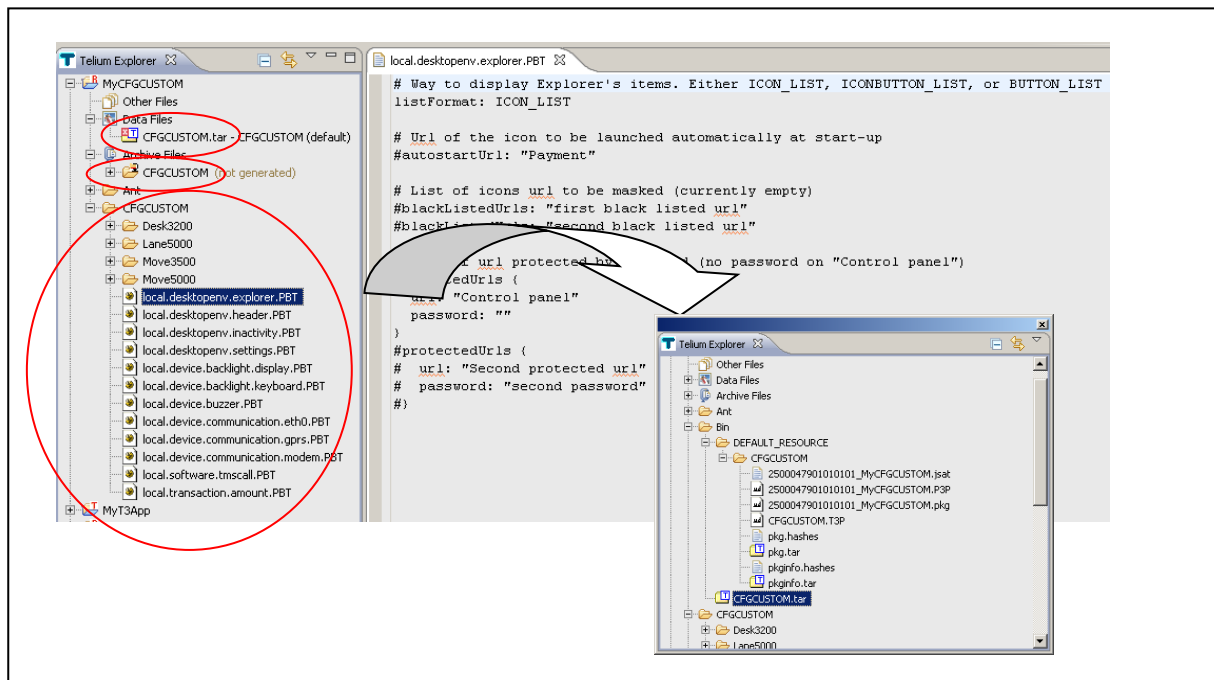 Telium Explorer
MyCFGCUSTOM
Other Files
Data Files
CFGCUSTOM.tar - CFGCUSTOM (default)
Archive Files
CFGCUSTOM (not generated)
Ant
CFGCUSTOM
Desk3200
Lane5000
Move3500
Move5000
local.desktopenv.explorer.PBT
local.desktopenv.header.PBT
local.desktopenv.inactivity.PBT
local.desktopenv.settings.PBT
local.device.backlight.display.PBT
local.device.backlight.keyboard.PBT
local.device.buzzer.PBT
local.device.communication.eth0.PBT
local.device.communication.gprs.PBT
local.device.communication.modem.PBT
local.software.tmscall.PBT
local.transaction.amount.PBT
MyT3App
local.desktopenv.explorer.PBT
# Way to display Explorer's items. Either ICON_LIST, ICONBUTTON_LIST, or BUTTON_LIST
listFormat: ICON_LIST
# Url of the icon to be launched automatically at start-up
#autostartUrl: "Payment"
# List of icons url to be masked (currently empty)
#blackListedUrls: "first black listed url"
#blackListedUrls: "second black listed url"
url protected by (no password on "Control panel")
"Control panel"
password: ""
}
#protectedUrls {
# url: "Second protected url"
# password: "second password"
#}
Telium Explorer
Other Files
Data Files
Archive Files
Ant
Bin
DEFAULT_RESOURCE
CFGCUSTOM
2500047901010101_MyCFGCUSTOM.jsat
2500047901010101_MyCFGCUSTOM.P3P
2500047901010101_MyCFGCUSTOM.pkg
CFGCUSTOM.T3P
pkg.hashes
pkg.tar
pkginfo.hashes
pkginfo.tar
CFGCUSTOM.tar
CFGCUSTOM
Desk3200
Lane5000